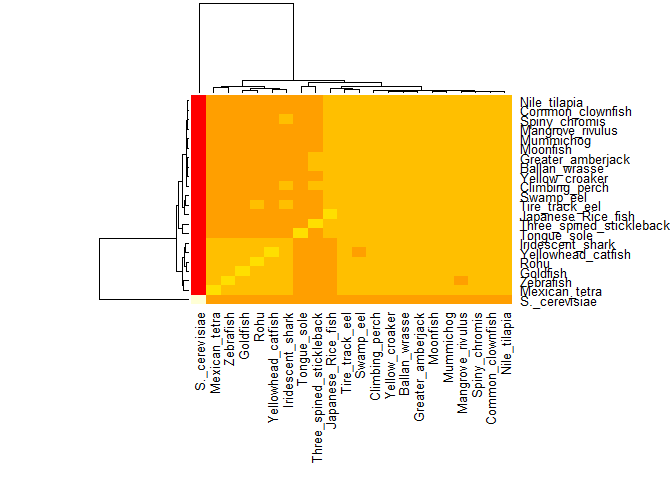 Nile_tilapia
Common_clownfish
Spiny_chromis
Mangrove_rivulus
Mummichog
Moonfish
Greater_amberjack
Ballan_wrasse
Yellow_croaker
Climbing_perch
Swamp_eel
Tire_track_eel
Japanese_Rice_fish
Three_spined_stickleback
Tongue_sole
Iridescent_shark
Yellowhead_catfish
Rohu
Goldfish
Zebrafish
Mexican_tetra
S._cerevisiae
S._cerevisiae
Mexican_tetra
Zebrafish
Goldfish
Rohu
Yellowhead_catfish
Iridescent_shark
Tongue_sole
Three_spined_stickleback
Japanese_Rice_fish
Tire_track_eel
Swamp_eel
Climbing_perch
Yellow_croaker
Ballan_wrasse
Greater_amberjack
Moonfish
Mummichog
Mangrove_rivulus
Spiny_chromis
Common_clownfish
Nile_tilapia